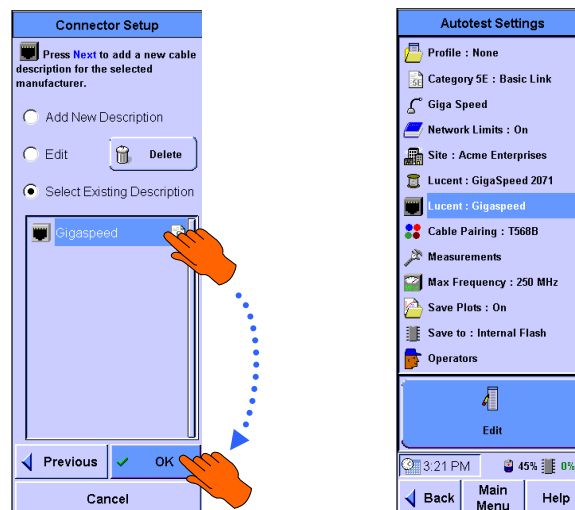 Connector Setup
Press Next to add a new cable
description for the selected
manufacturer.
Add New Description
Edit
Delete
Select Existing Description
Gigaspeed
Previous
OK
Cancel
Autotest Settings
Profile : None
5E
Category 5E : Basic Link
Giga Speed
Network Limits : On
Site : Acme Enterprises
Lucent : GigaSpeed 2071
Lucent : Gigaspeed
Cable Pairing : T568B
Measurements
Max Frequency : 250 MHz
Save Plots : On
Save to : Internal Flash
Operators
Edit
3:21 PM 45% 0%
Back
Main
Menu
Help